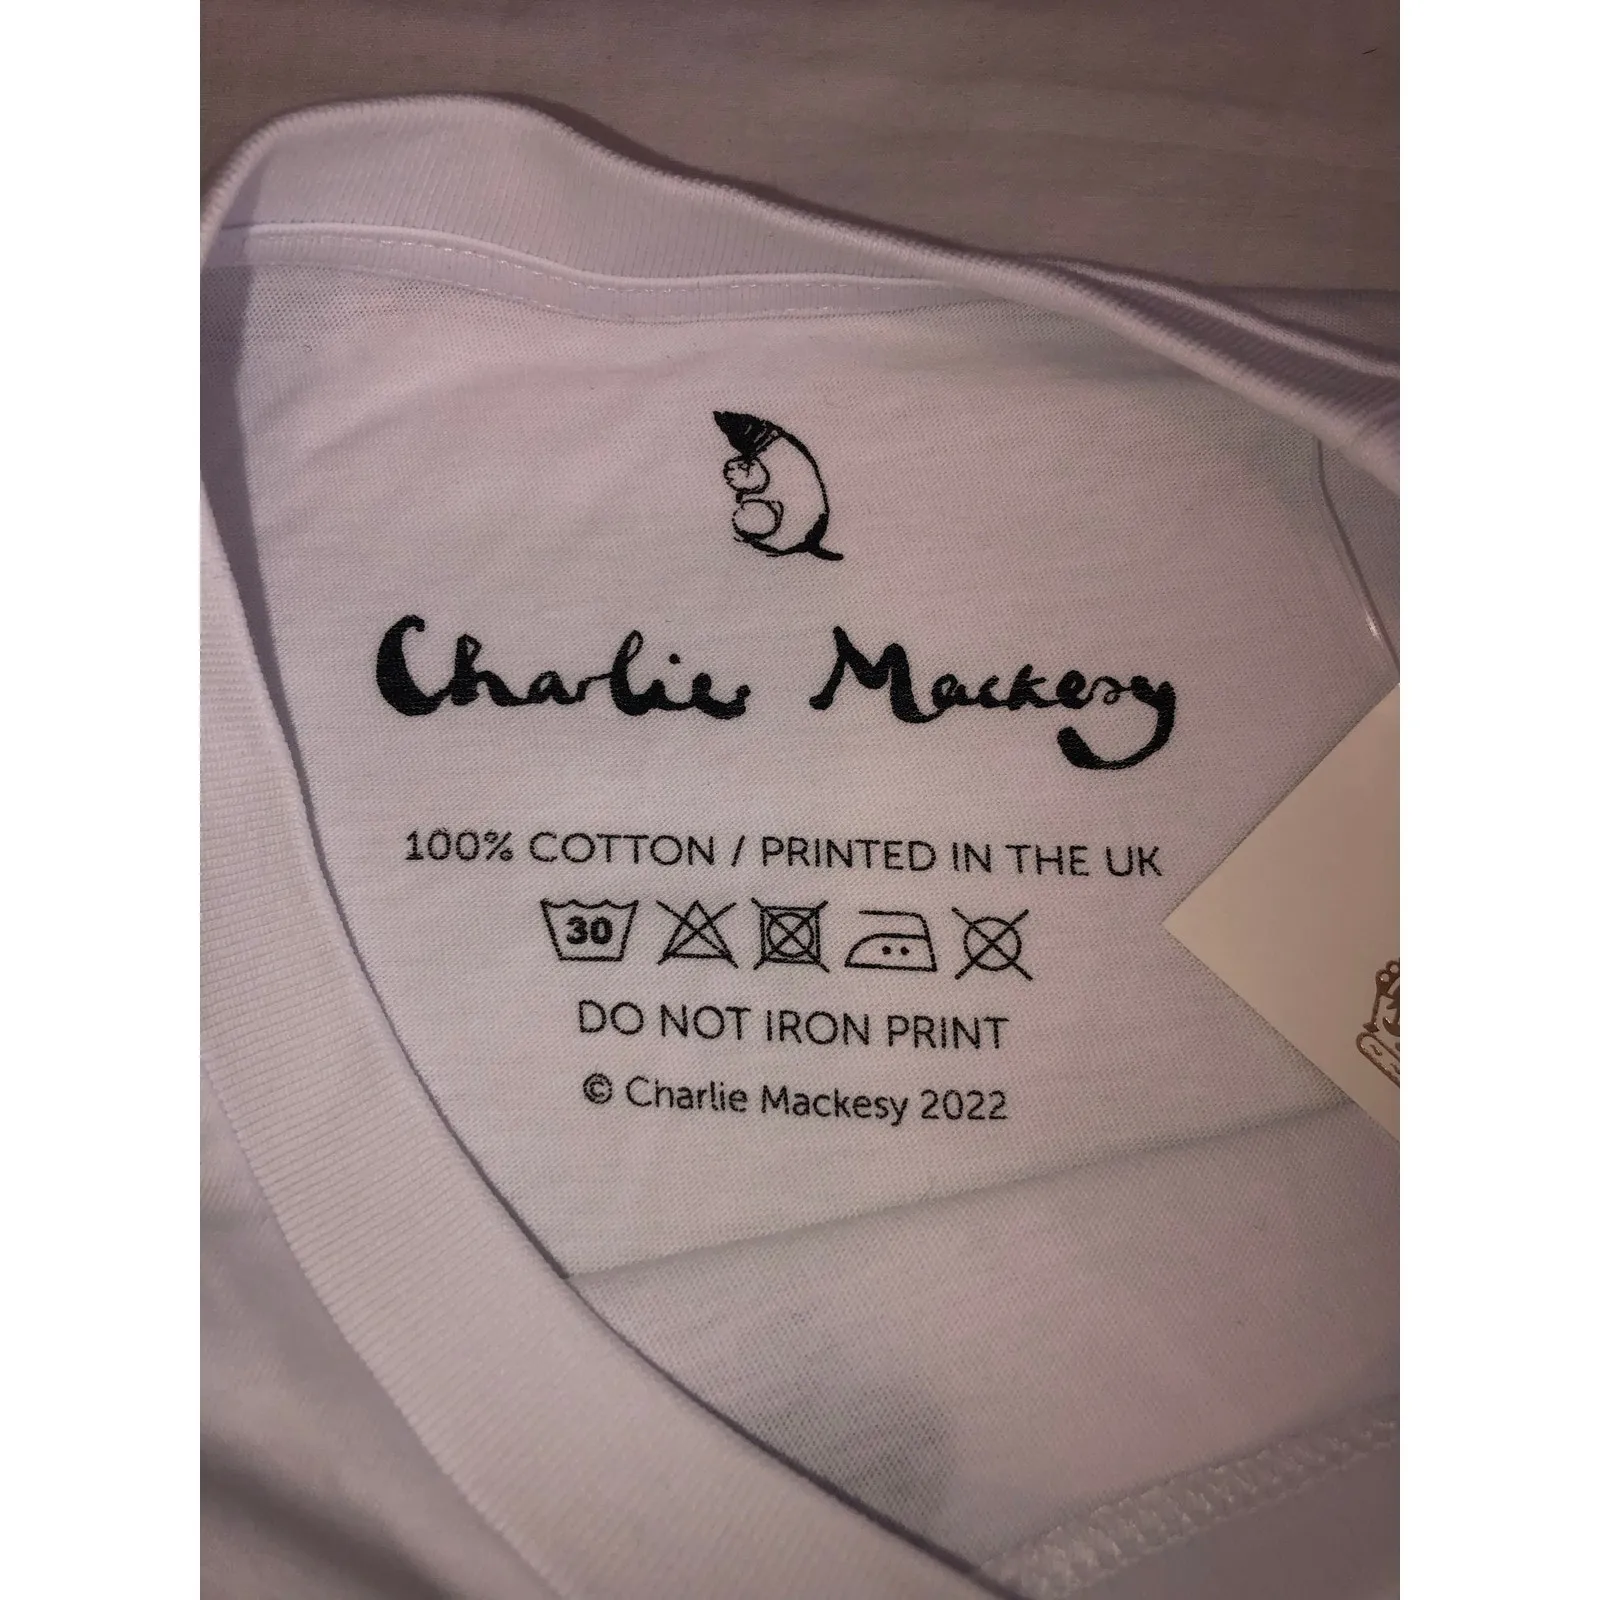 Charlie Mackesy
100% COTTON / PRINTED IN THE UK
30
DO NOT IRON PRINT
© Charlie Mackesy 2022